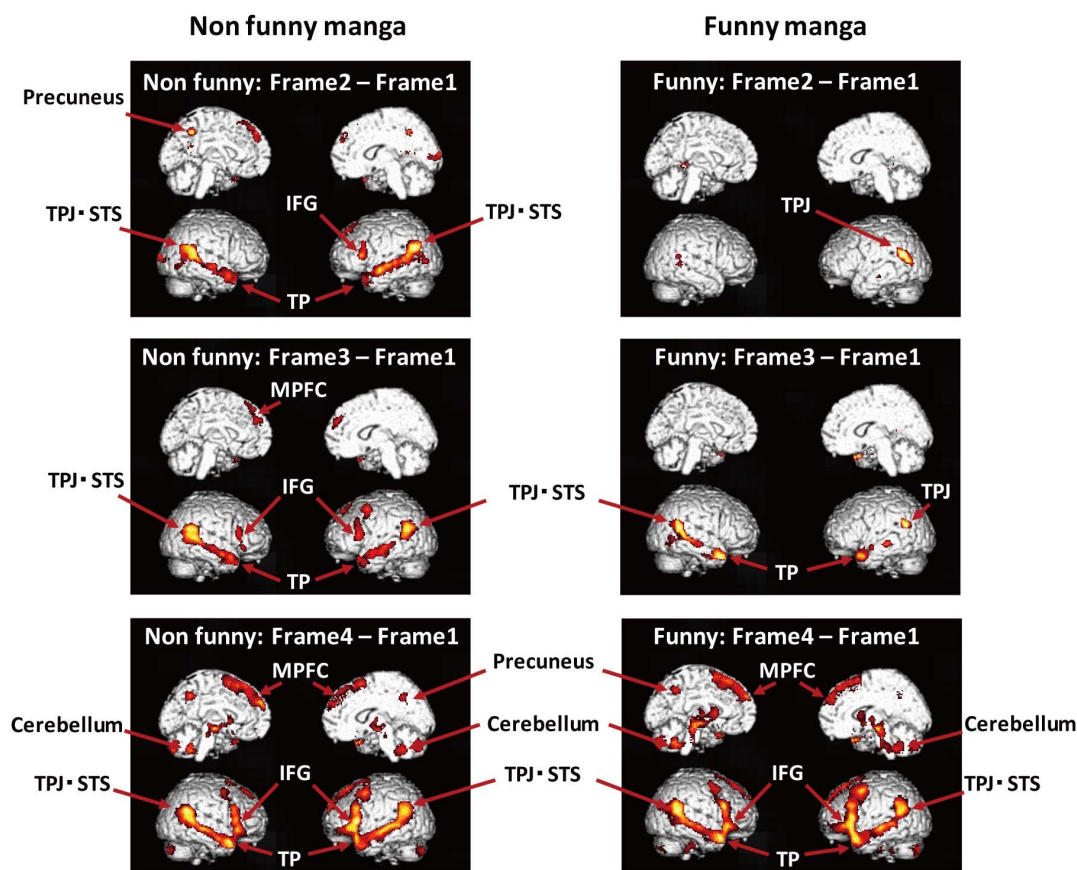 Non funny manga
Funny manga
Non funny: Frame2 – Frame1
Precuneus
TPJ・STS
IFG
TPJ・STS
TP
Funny: Frame2 – Frame1
TPJ
Non funny: Frame3 – Frame1
MPFC
TPJ・STS
IFG
TPJ・STS
TP
Funny: Frame3 – Frame1
TPJ
TP
Non funny: Frame4 – Frame1
MPFC
Precuneus
Cerebellum
Cerebellum
TPJ・STS
IFG
TPJ・STS
TP
Funny: Frame4 – Frame1
MPFC
Cerebellum
IFG
TPJ・STS
TP